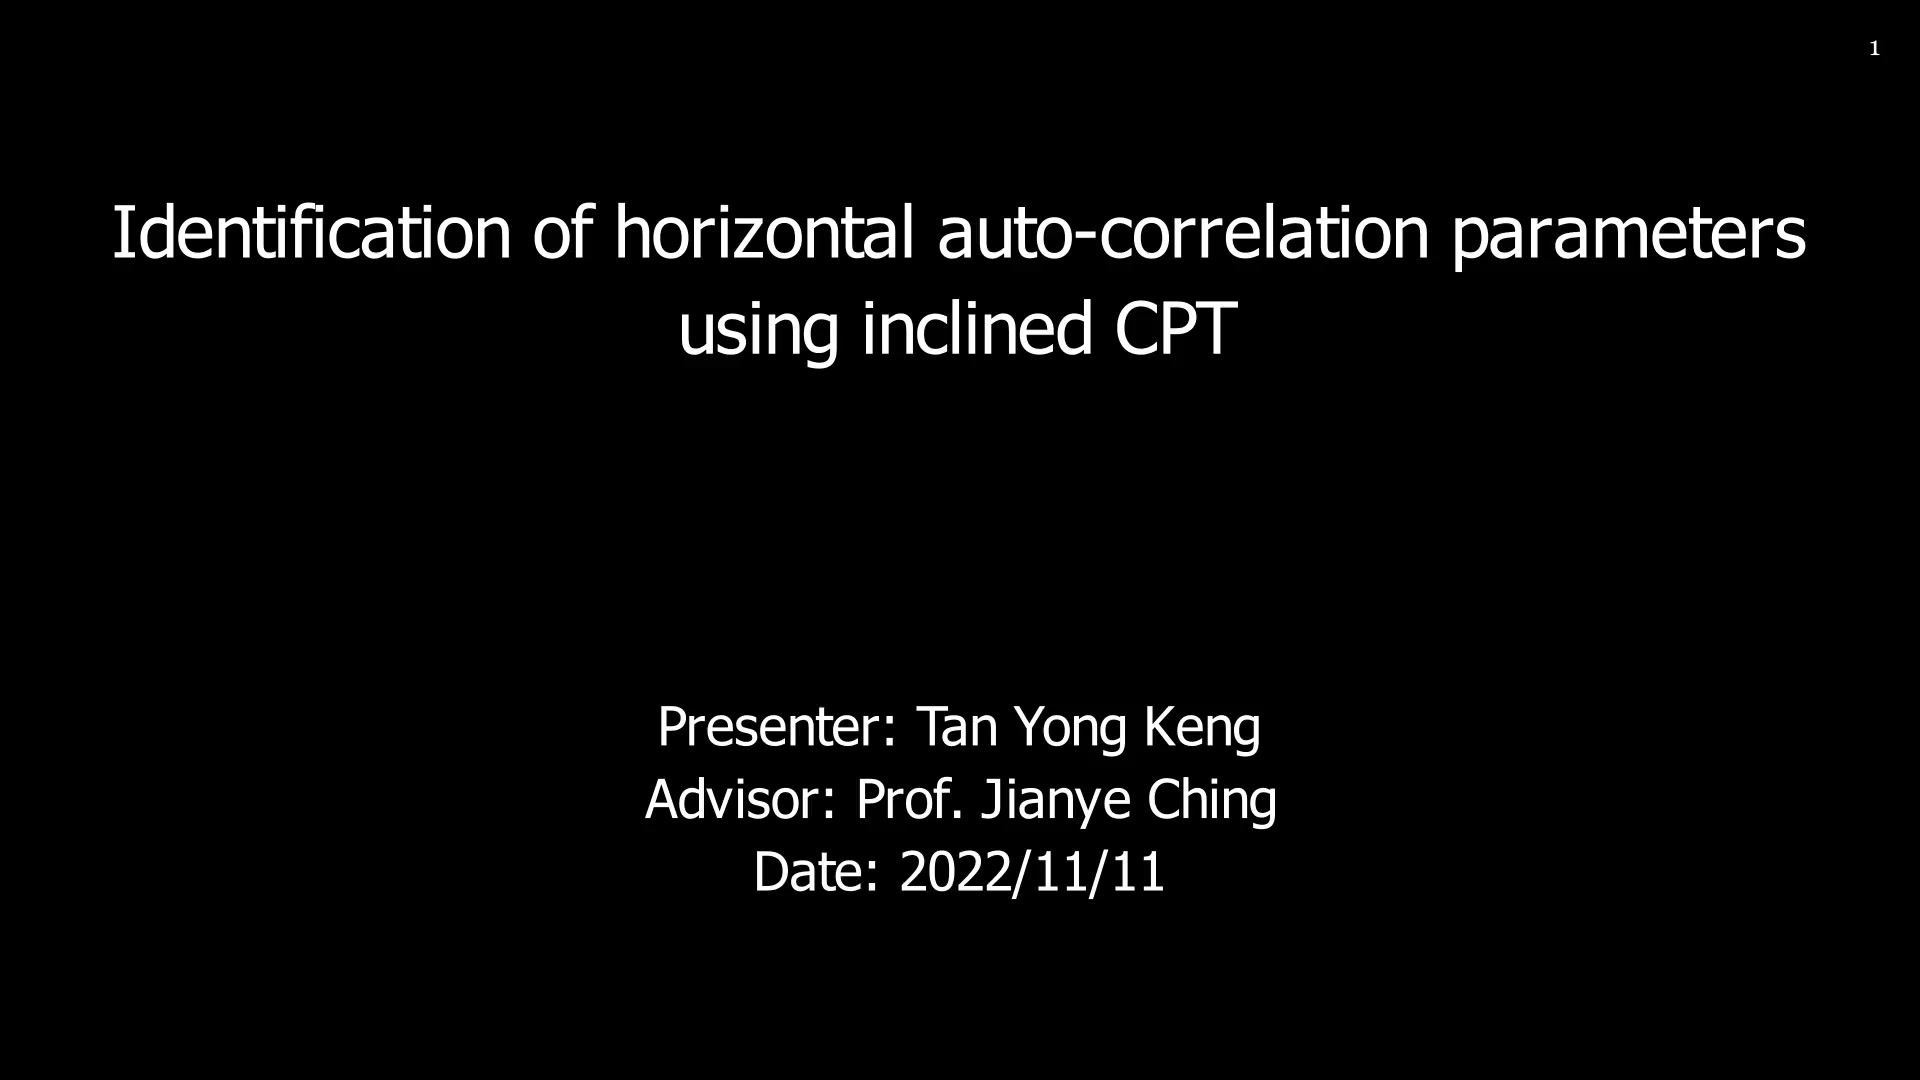 1
Identification of horizontal auto-correlation parameters
using inclined CPT
Presenter: Tan Yong Keng
Advisor: Prof. Jianye Ching
Date: 2022/11/11